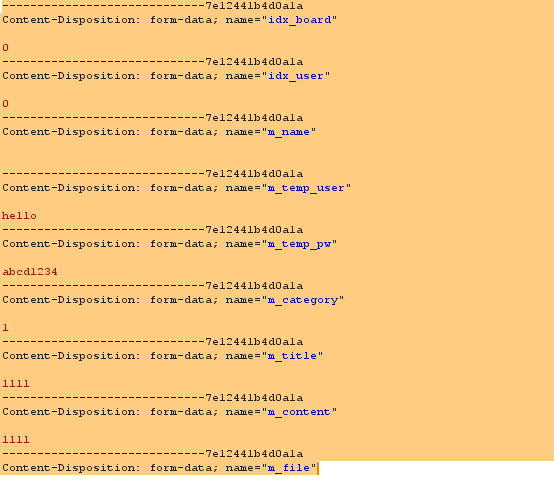 -----------------------------7e12441b4d0a1a
Content-Disposition: form-data; name="idx_board"
0
-----------------------------7e12441b4d0a1a
Content-Disposition: form-data; name="idx_user"
0
-----------------------------7e12441b4d0a1a
Content-Disposition: form-data; name="m_name"
-----------------------------7e12441b4d0a1a
Content-Disposition: form-data; name="m_temp_user"
hello
-----------------------------7e12441b4d0a1a
Content-Disposition: form-data; name="m_temp_pw"
abcd1234
-----------------------------7e12441b4d0a1a
Content-Disposition: form-data; name="m_category"
1
-----------------------------7e12441b4d0a1a
Content-Disposition: form-data; name="m_title"
1111
-----------------------------7e12441b4d0a1a
Content-Disposition: form-data; name="m_content"
1111
-----------------------------7e12441b4d0a1a
Content-Disposition: form-data; name="m_file"